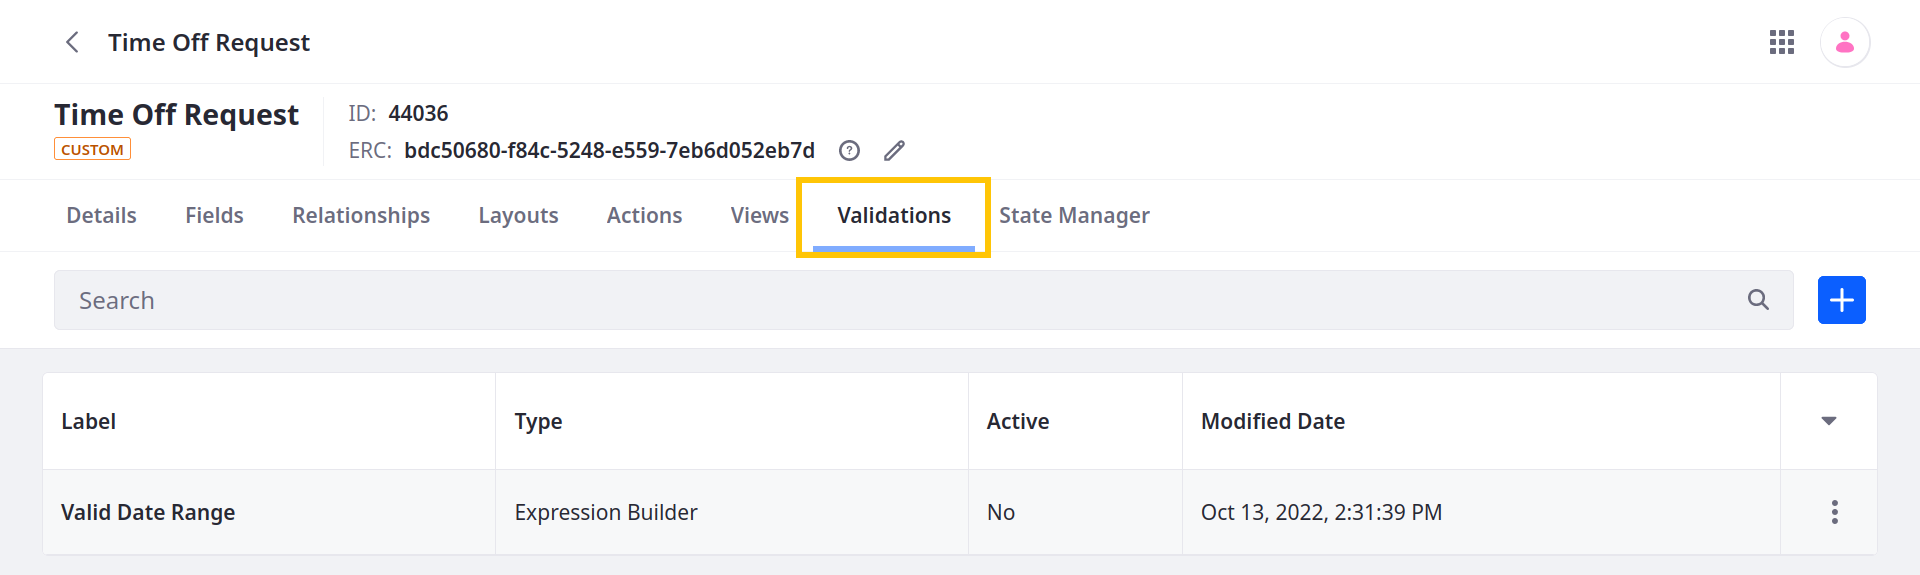 Time Off Request
Time Off Request
CUSTOM
ID: 44036
ERC: bdc50680-f84c-5248-e559-7eb6d052eb7d
Details Fields Relationships Layouts Actions Views Validations State Manager
Search
Label Type Active Modified Date
Valid Date Range Expression Builder No Oct 13, 2022, 2:31:39 PM